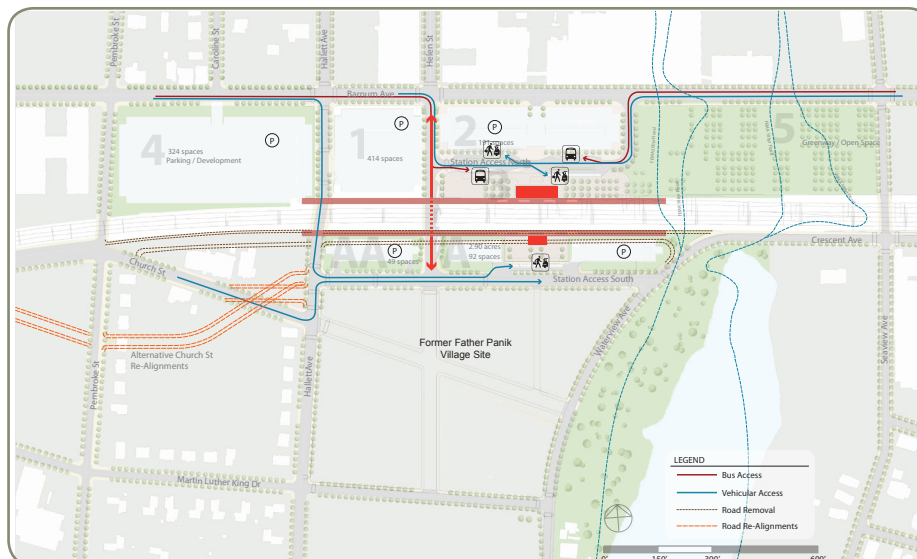 Pembroke St
Caroline St
Hallett Ave
Helen St
Barnum Ave
P
P
P
4
324 spaces
Parking / Development
1
414 spaces
2
Station Access North
5
Greenway / Open Space
Crescent Ave
P
P
49 spaces
2.90 acres
92 spaces
Church St
Station Access South
Former Father Panik
Village Site
Alternative Church St
Re-Alignments
Pembroke St
Hallett Ave
Waterview Ave
Seaview Ave
Martin Luther King Dr
LEGEND
Bus Access
Vehicular Access
Road Removal
Road Re-Alignments
0' 150' 300' 600'